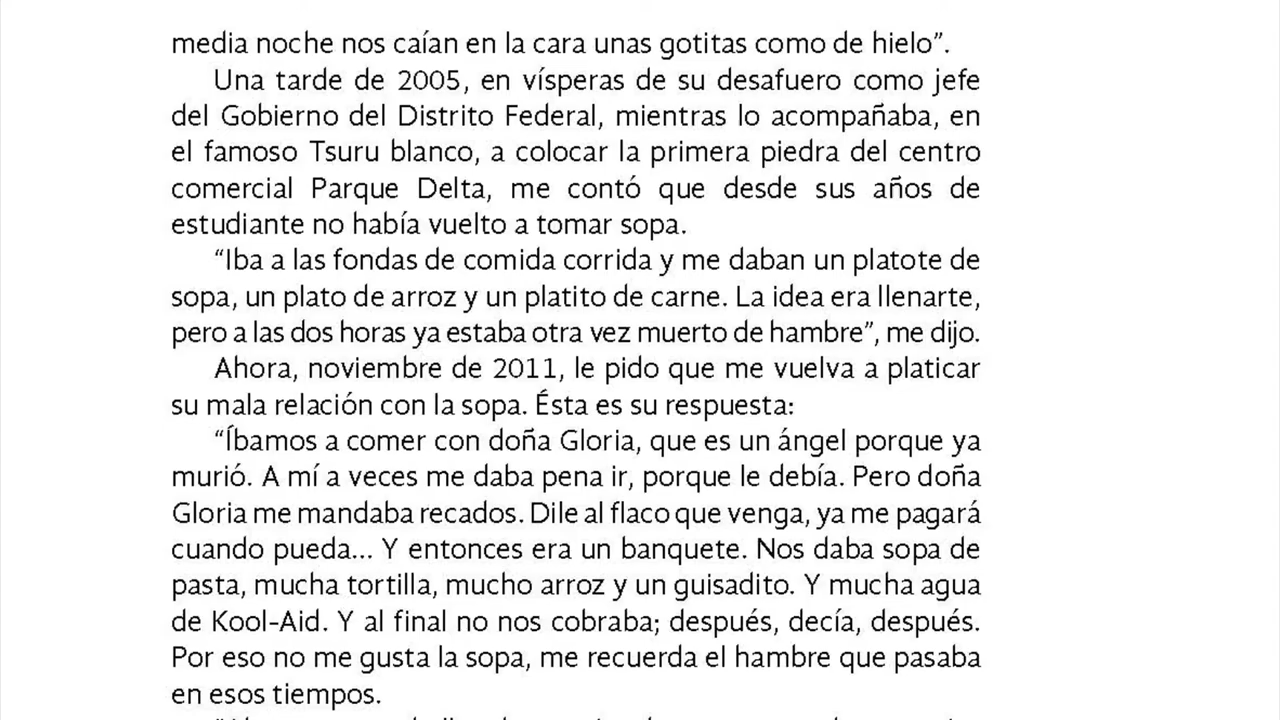 media noche nos caían en la cara unas gotitas como de hielo”.
Una tarde de 2005, en vísperas de su desafuero como jefe
del Gobierno del Distrito Federal, mientras lo acompañaba, en
el famoso Tsuru blanco, a colocar la primera piedra del centro
comercial Parque Delta, me contó que desde sus años de
estudiante no había vuelto a tomar sopa.
“Iba a las fondas de comida corrida y me daban un platote de
sopa, un plato de arroz y un platito de carne. La idea era llenarte,
pero a las dos horas ya estaba otra vez muerto de hambre”, me dijo.
Ahora, noviembre de 2011, le pido que me vuelva a platicar
su mala relación con la sopa. Ésta es su respuesta:
“Íbamos a comer con doña Gloria, que es un ángel porque ya
murió. A mí a veces me daba pena ir, porque le debía. Pero doña
Gloria me mandaba recados. Dile al flaco que venga, ya me pagará
cuando pueda... Y entonces era un banquete. Nos daba sopa de
pasta, mucha tortilla, mucho arroz y un guisadito. Y mucha agua
de Kool-Aid. Y al final no nos cobraba; después, decía, después.
Por eso no me gusta la sopa, me recuerda el hambre que pasaba
en esos tiempos.